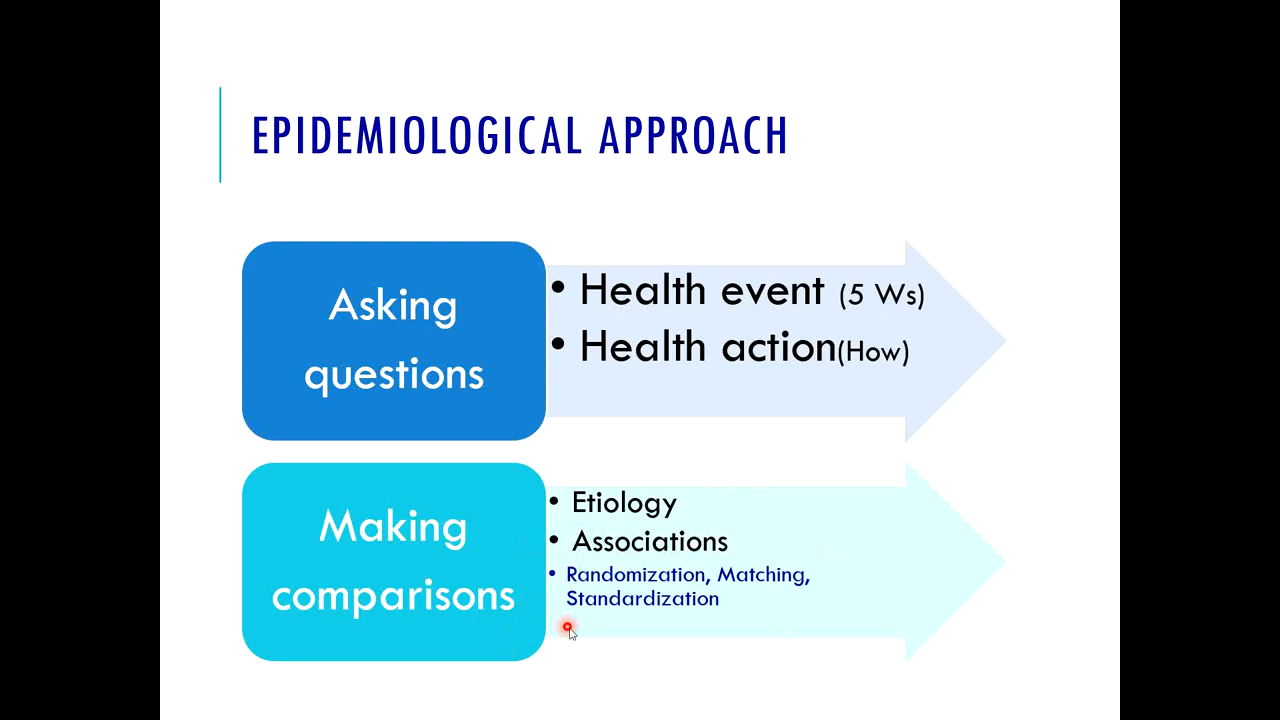 EPIDEMIOLOGICAL APPROACH
Asking
questions
• Health event (5 Ws)
• Health action(How)
Making
comparisons
• Etiology
• Associations
• Randomization, Matching,
Standardization